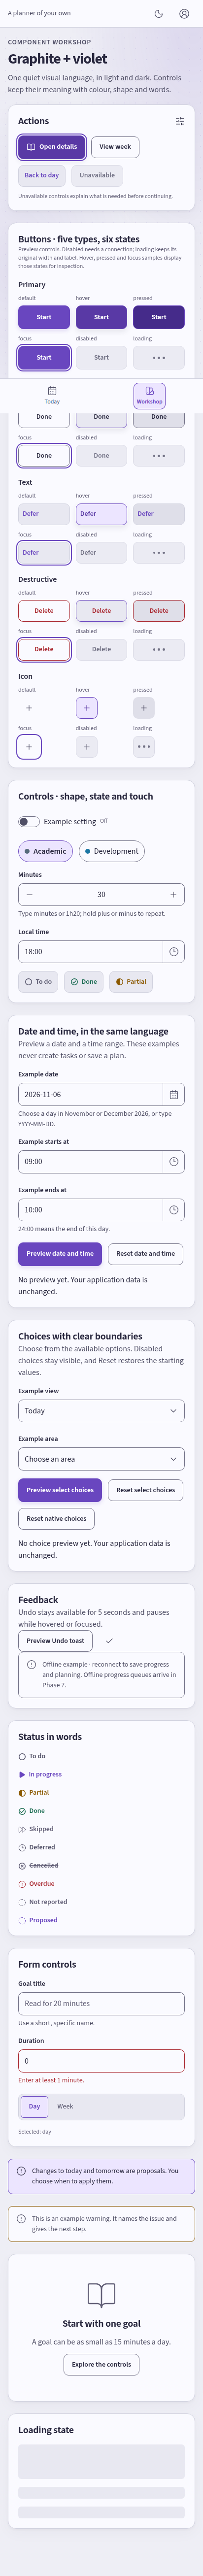 A planner of your own
COMPONENT WORKSHOP
Graphite + violet
One quiet visual language, in light and dark. Controls
keep their meaning with colour, shape and words.
Actions
Open details
View week
Back to day
Unavailable
Unavailable controls explain what is needed before continuing.
Buttons · five types, six states
Preview controls. Disabled needs a connection; loading keeps its
original width and label. Hover, pressed and focus samples display
those states for inspection.
Primary
default hover pressed
Start Start Start
focus disabled loading
Start Start
Today Workshop
Done Done Done
focus disabled loading
Done Done
Text
default hover pressed
Defer Defer Defer
focus disabled loading
Defer Defer
Destructive
default hover pressed
Delete Delete Delete
focus disabled loading
Delete Delete
Icon
default hover pressed
focus disabled loading
Controls · shape, state and touch
Example setting Off
Academic Development
Minutes
30
Type minutes or 1h20; hold plus or minus to repeat.
Local time
18:00
To do Done Partial
Date and time, in the same language
Preview a date and a time range. These examples
never create tasks or save a plan.
Example date
2026-11-06
Choose a day in November or December 2026, or type
YYYY-MM-DD.
Example starts at
09:00
Example ends at
10:00
24:00 means the end of this day.
Preview date and time Reset date and time
No preview yet. Your application data is
unchanged.
Choices with clear boundaries
Choose from the available options. Disabled
choices stay visible, and Reset restores the starting
values.
Example view
Today
Example area
Choose an area
Preview select choices Reset select choices
Reset native choices
No choice preview yet. Your application data is
unchanged.
Feedback
Undo stays available for 5 seconds and pauses
while hovered or focused.
Preview Undo toast
Offline example · reconnect to save progress
and planning. Offline progress queues arrive in
Phase 7.
Status in words
To do
In progress
Partial
Done
Skipped
Deferred
Cancelled
Overdue
Not reported
Proposed
Form controls
Goal title
Read for 20 minutes
Use a short, specific name.
Duration
0
Enter at least 1 minute.
Day Week
Selected: day
Changes to today and tomorrow are proposals. You
choose when to apply them.
This is an example warning. It names the issue and
gives the next step.
Start with one goal
A goal can be as small as 15 minutes a day.
Explore the controls
Loading state